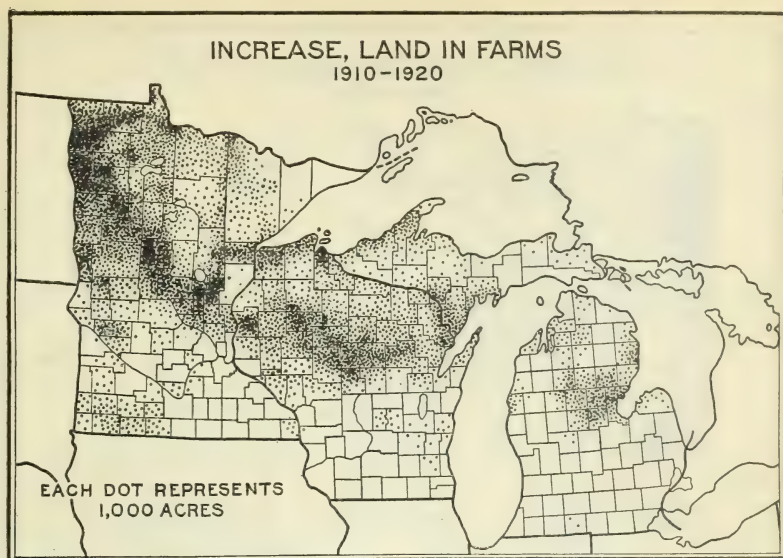 INCREASE, LAND IN FARMS
1910-1920
EACH DOT REPRESENTS
1,000 ACRES